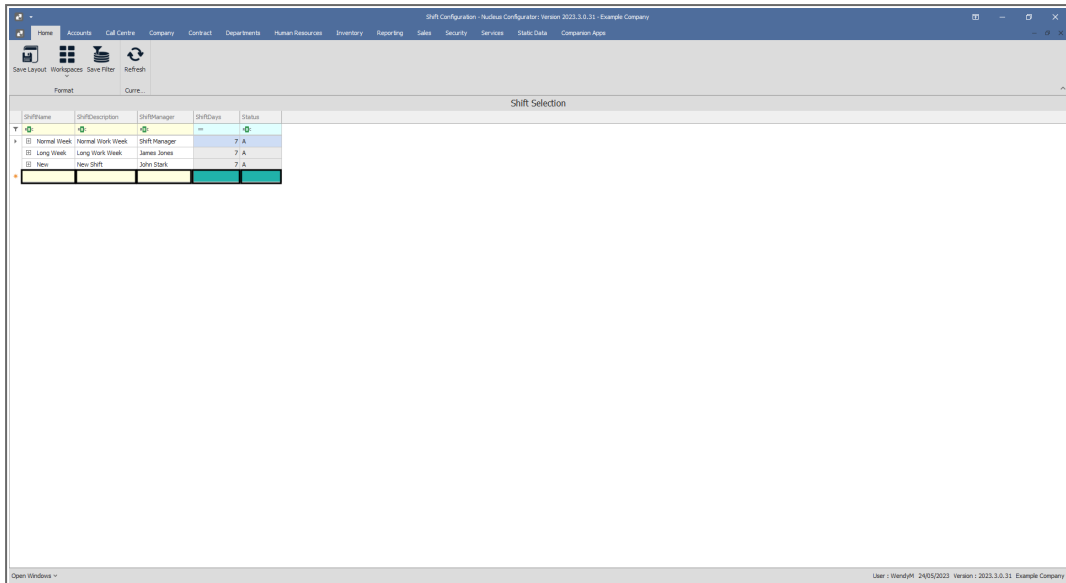 Shift Configuration - Nucleus Configurator: Version 2023.3.0.31 - Example Company
Home Accounts Call Centre Company Contract Departments Human Resources Inventory Reporting Sales Security Services Static Data Companion Apps
Save Layout Workspaces Save Filter Refresh
Format Curre...
Shift Selection
ShiftName ShiftDescription ShiftManager ShiftDays Status
Normal Week Normal Work Week Shift Manager 7 A
Long Week Long Work Week James Jones 7 A
New New Shift John Stark 7 A
Open Windows User : WendyM 24/05/2023 Version : 2023.3.0.31 Example Company